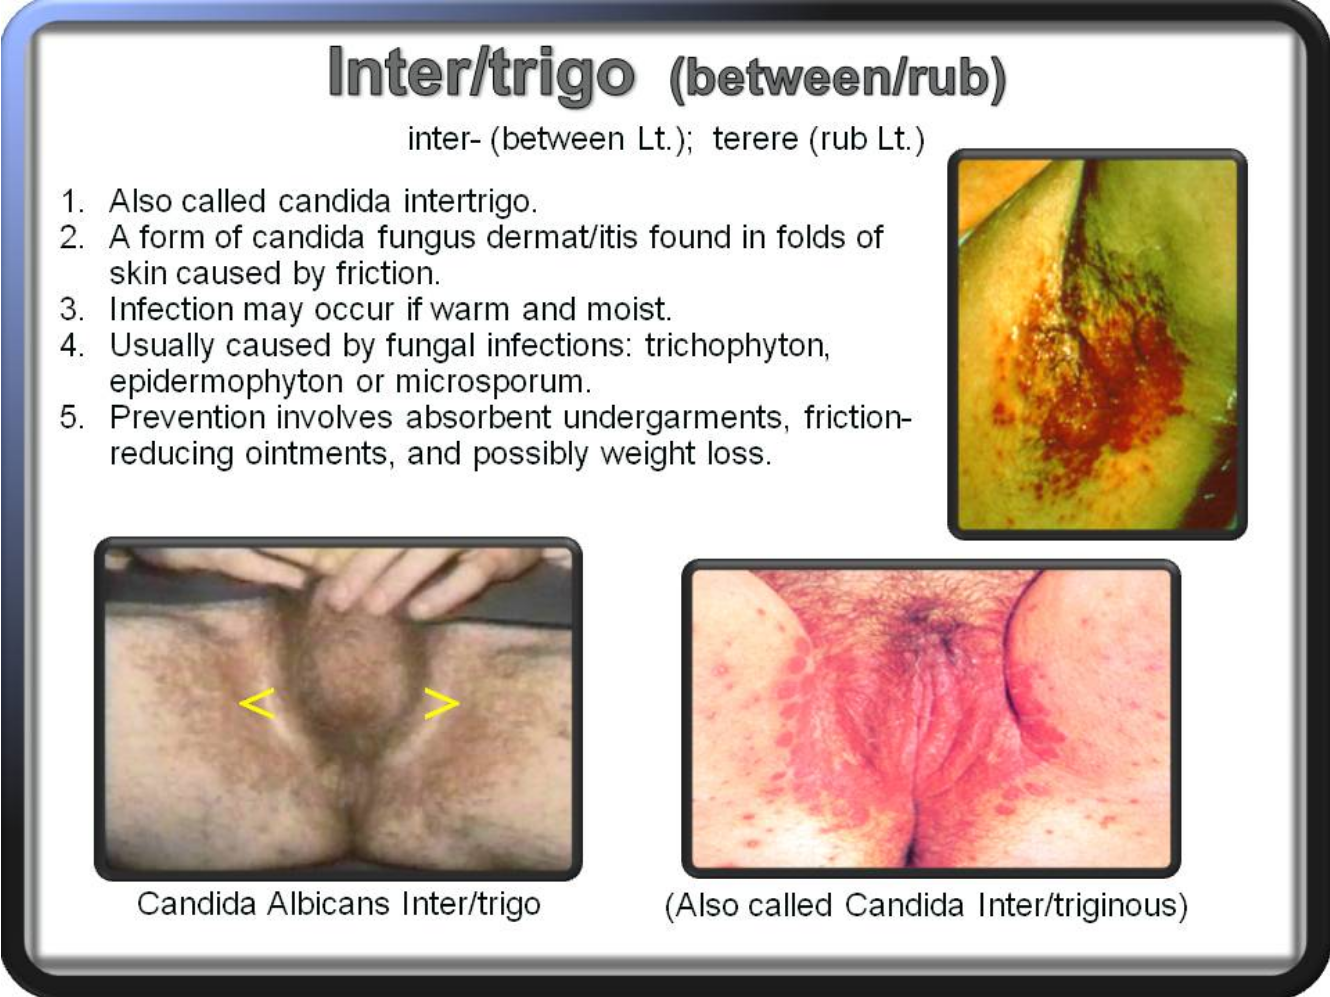 Inter/trigo (between/rub)
inter- (between Lt.); terere (rub Lt.)
1. Also called candida intertrigo.
2. A form of candida fungus dermat/itis found in folds of
skin caused by friction.
3. Infection may occur if warm and moist.
4. Usually caused by fungal infections: trichophyton,
epidermophyton or microsporum.
5. Prevention involves absorbent undergarments, friction-
reducing ointments, and possibly weight loss.
< >
Candida Albicans Inter/trigo
(Also called Candida Inter/triginous)